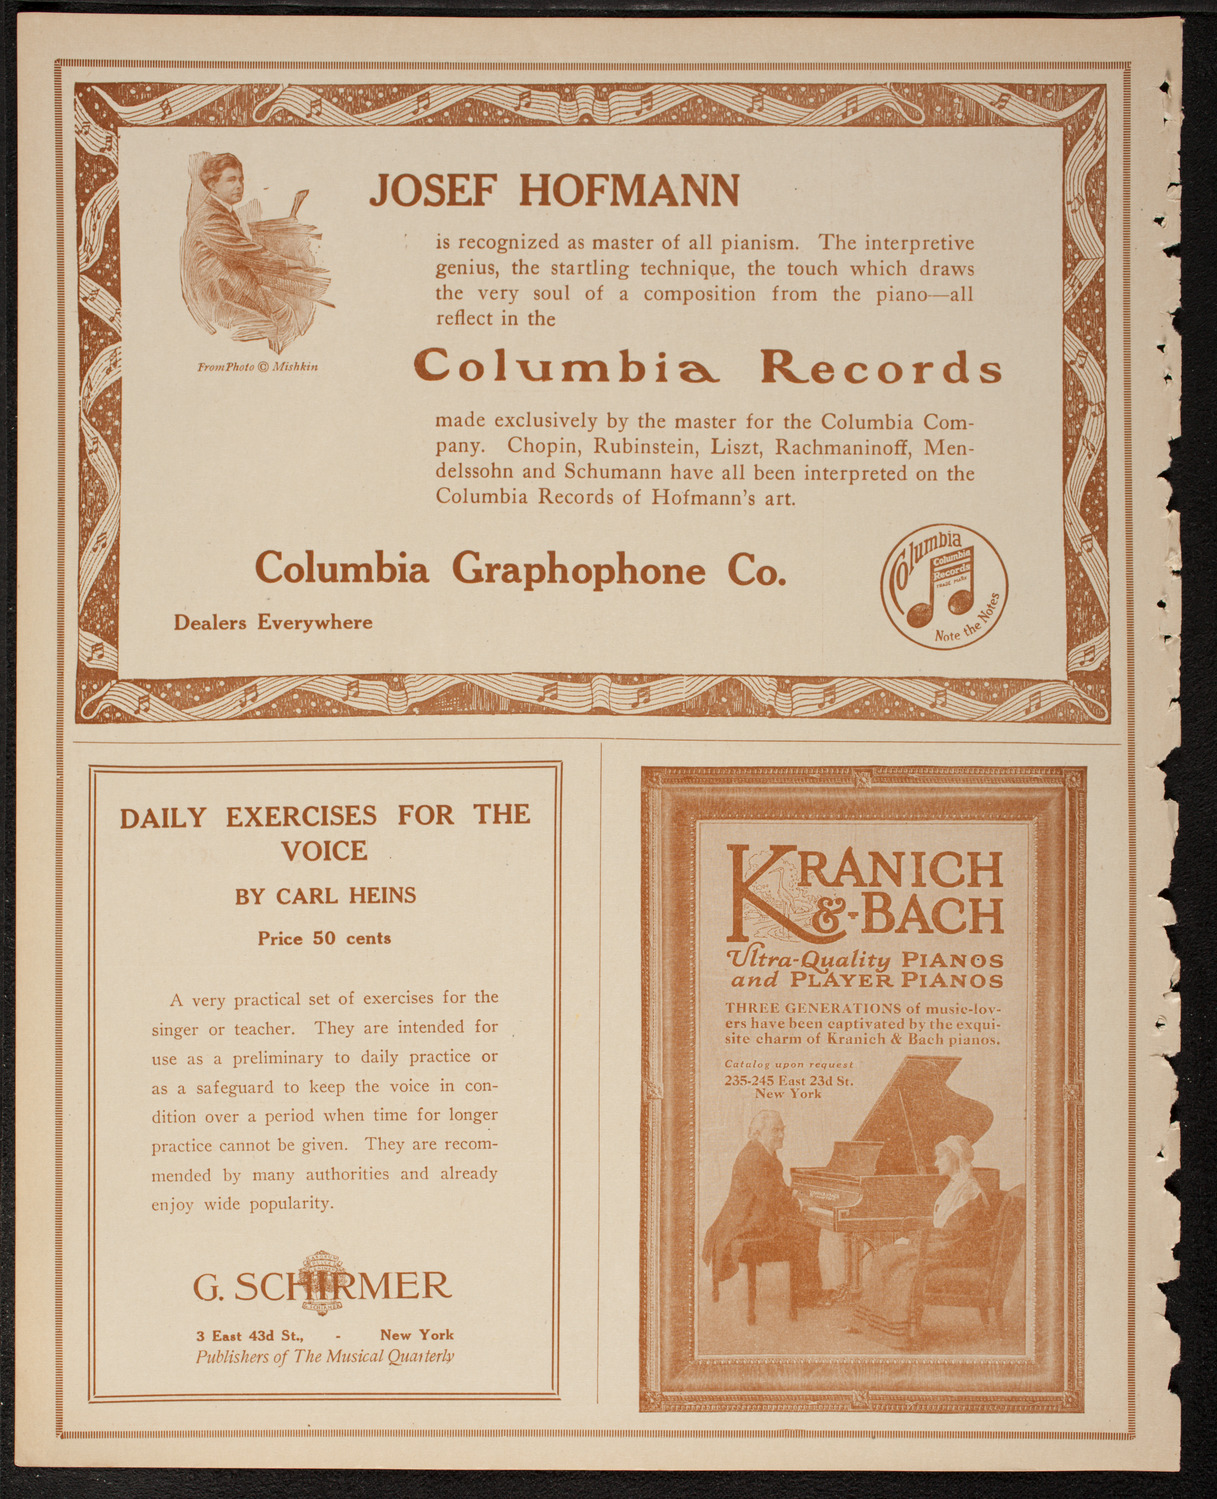 JOSEF HOFMANN
is recognized as master of all pianism. The interpretive
genius, the startling technique, the touch which draws
the very soul of a composition from the piano—all
reflect in the
From Photo © Mishkin
Columbia Records
made exclusively by the master for the Columbia Com-
pany. Chopin, Rubinstein, Liszt, Rachmaninoff, Men-
delssohn and Schumann have all been interpreted on the
Columbia Records of Hofmann's art.
Columbia Graphophone Co.
Dealers Everywhere
Columbia
Columbia
Records
TRADE MARK
Note the Notes
DAILY EXERCISES FOR THE
VOICE
BY CARL HEINS
Price 50 cents
A very practical set of exercises for the
singer or teacher. They are intended for
use as a preliminary to daily practice or
as a safeguard to keep the voice in con-
dition over a period when time for longer
practice cannot be given. They are recom-
mended by many authorities and already
enjoy wide popularity.
G. SCHIRMER
3 East 43d St., - New York
Publishers of The Musical Quarterly
KRANICH
&-BACH
Ultra-Quality PIANOS
and PLAYER PIANOS
THREE GENERATIONS of music-lov-
ers have been captivated by the exqui-
site charm of Kranich & Bach pianos.
Catalog upon request
235-245 East 23d St.
New York